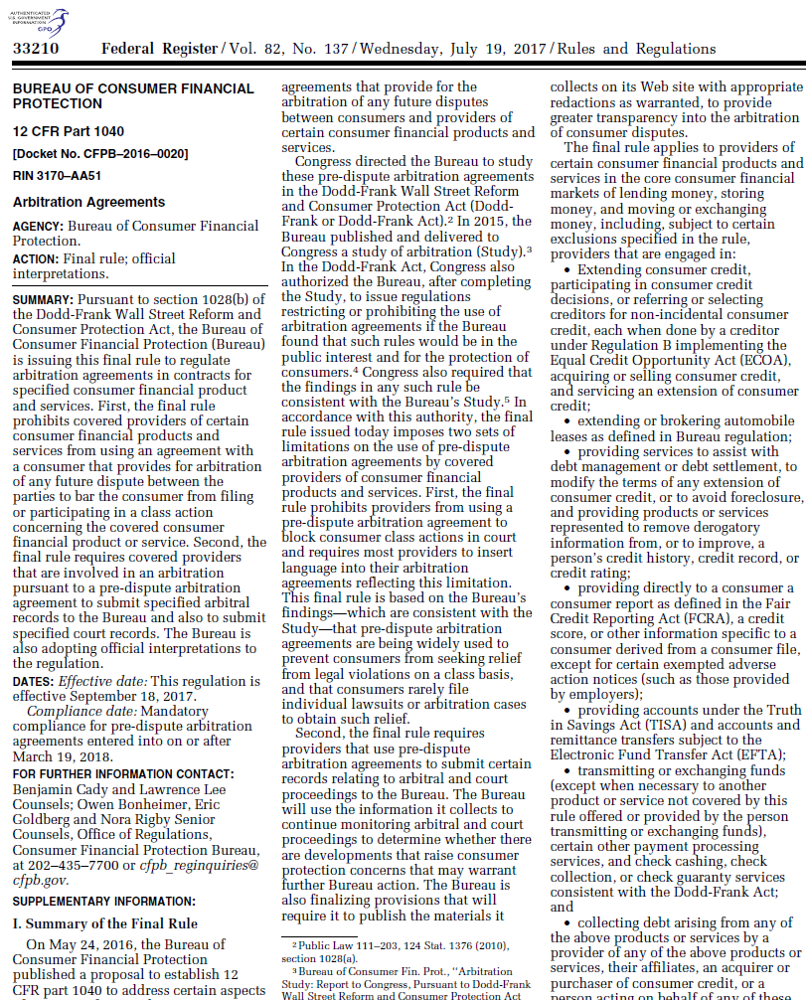 AUTHENTICATED
U.S. GOVERNMENT
INFORMATION
GPO
33210 Federal Register / Vol. 82, No. 137 / Wednesday, July 19, 2017 / Rules and Regulations
BUREAU OF CONSUMER FINANCIAL
PROTECTION
12 CFR Part 1040
[Docket No. CFPB–2016–0020]
RIN 3170–AA51
Arbitration Agreements
AGENCY: Bureau of Consumer Financial
Protection.
ACTION: Final rule; official
interpretations.
SUMMARY: Pursuant to section 1028(b) of
the Dodd-Frank Wall Street Reform and
Consumer Protection Act, the Bureau of
Consumer Financial Protection (Bureau)
is issuing this final rule to regulate
arbitration agreements in contracts for
specified consumer financial product
and services. First, the final rule
prohibits covered providers of certain
consumer financial products and
services from using an agreement with
a consumer that provides for arbitration
of any future dispute between the
parties to bar the consumer from filing
or participating in a class action
concerning the covered consumer
financial product or service. Second, the
final rule requires covered providers
that are involved in an arbitration
pursuant to a pre-dispute arbitration
agreement to submit specified arbitral
records to the Bureau and also to submit
specified court records. The Bureau is
also adopting official interpretations to
the regulation.
DATES: Effective date: This regulation is
effective September 18, 2017.
Compliance date: Mandatory
compliance for pre-dispute arbitration
agreements entered into on or after
March 19, 2018.
FOR FURTHER INFORMATION CONTACT:
Benjamin Cady and Lawrence Lee
Counsels; Owen Bonheimer, Eric
Goldberg and Nora Rigby Senior
Counsels, Office of Regulations,
Consumer Financial Protection Bureau,
at 202–435–7700 or cfpb_reginquiries@
cfpb.gov.
SUPPLEMENTARY INFORMATION:
I. Summary of the Final Rule
On May 24, 2016, the Bureau of
Consumer Financial Protection
published a proposal to establish 12
CFR part 1040 to address certain aspects
agreements that provide for the
arbitration of any future disputes
between consumers and providers of
certain consumer financial products and
services.
Congress directed the Bureau to study
these pre-dispute arbitration agreements
in the Dodd-Frank Wall Street Reform
and Consumer Protection Act (Dodd-
Frank or Dodd-Frank Act).2 In 2015, the
Bureau published and delivered to
Congress a study of arbitration (Study).3
In the Dodd-Frank Act, Congress also
authorized the Bureau, after completing
the Study, to issue regulations
restricting or prohibiting the use of
arbitration agreements if the Bureau
found that such rules would be in the
public interest and for the protection of
consumers.4 Congress also required that
the findings in any such rule be
consistent with the Bureau's Study.5 In
accordance with this authority, the final
rule issued today imposes two sets of
limitations on the use of pre-dispute
arbitration agreements by covered
providers of consumer financial
products and services. First, the final
rule prohibits providers from using a
pre-dispute arbitration agreement to
block consumer class actions in court
and requires most providers to insert
language into their arbitration
agreements reflecting this limitation.
This final rule is based on the Bureau's
findings—which are consistent with the
Study—that pre-dispute arbitration
agreements are being widely used to
prevent consumers from seeking relief
from legal violations on a class basis,
and that consumers rarely file
individual lawsuits or arbitration cases
to obtain such relief.
Second, the final rule requires
providers that use pre-dispute
arbitration agreements to submit certain
records relating to arbitral and court
proceedings to the Bureau. The Bureau
will use the information it collects to
continue monitoring arbitral and court
proceedings to determine whether there
are developments that raise consumer
protection concerns that may warrant
further Bureau action. The Bureau is
also finalizing provisions that will
require it to publish the materials it
2 Public Law 111–203, 124 Stat. 1376 (2010),
section 1028(a).
3 Bureau of Consumer Fin. Prot., "Arbitration
Study: Report to Congress, Pursuant to Dodd-Frank
Wall Street Reform and Consumer Protection Act
collects on its Web site with appropriate
redactions as warranted, to provide
greater transparency into the arbitration
of consumer disputes.
The final rule applies to providers of
certain consumer financial products and
services in the core consumer financial
markets of lending money, storing
money, and moving or exchanging
money, including, subject to certain
exclusions specified in the rule,
providers that are engaged in:
• Extending consumer credit,
participating in consumer credit
decisions, or referring or selecting
creditors for non-incidental consumer
credit, each when done by a creditor
under Regulation B implementing the
Equal Credit Opportunity Act (ECOA),
acquiring or selling consumer credit,
and servicing an extension of consumer
credit;
• extending or brokering automobile
leases as defined in Bureau regulation;
• providing services to assist with
debt management or debt settlement, to
modify the terms of any extension of
consumer credit, or to avoid foreclosure,
and providing products or services
represented to remove derogatory
information from, or to improve, a
person's credit history, credit record, or
credit rating;
• providing directly to a consumer a
consumer report as defined in the Fair
Credit Reporting Act (FCRA), a credit
score, or other information specific to a
consumer derived from a consumer file,
except for certain exempted adverse
action notices (such as those provided
by employers);
• providing accounts under the Truth
in Savings Act (TISA) and accounts and
remittance transfers subject to the
Electronic Fund Transfer Act (EFTA);
• transmitting or exchanging funds
(except when necessary to another
product or service not covered by this
rule offered or provided by the person
transmitting or exchanging funds),
certain other payment processing
services, and check cashing, check
collection, or check guaranty services
consistent with the Dodd-Frank Act;
and
• collecting debt arising from any of
the above products or services by a
provider of any of the above products or
services, their affiliates, an acquirer or
purchaser of consumer credit, or a
person acting on behalf of any of these